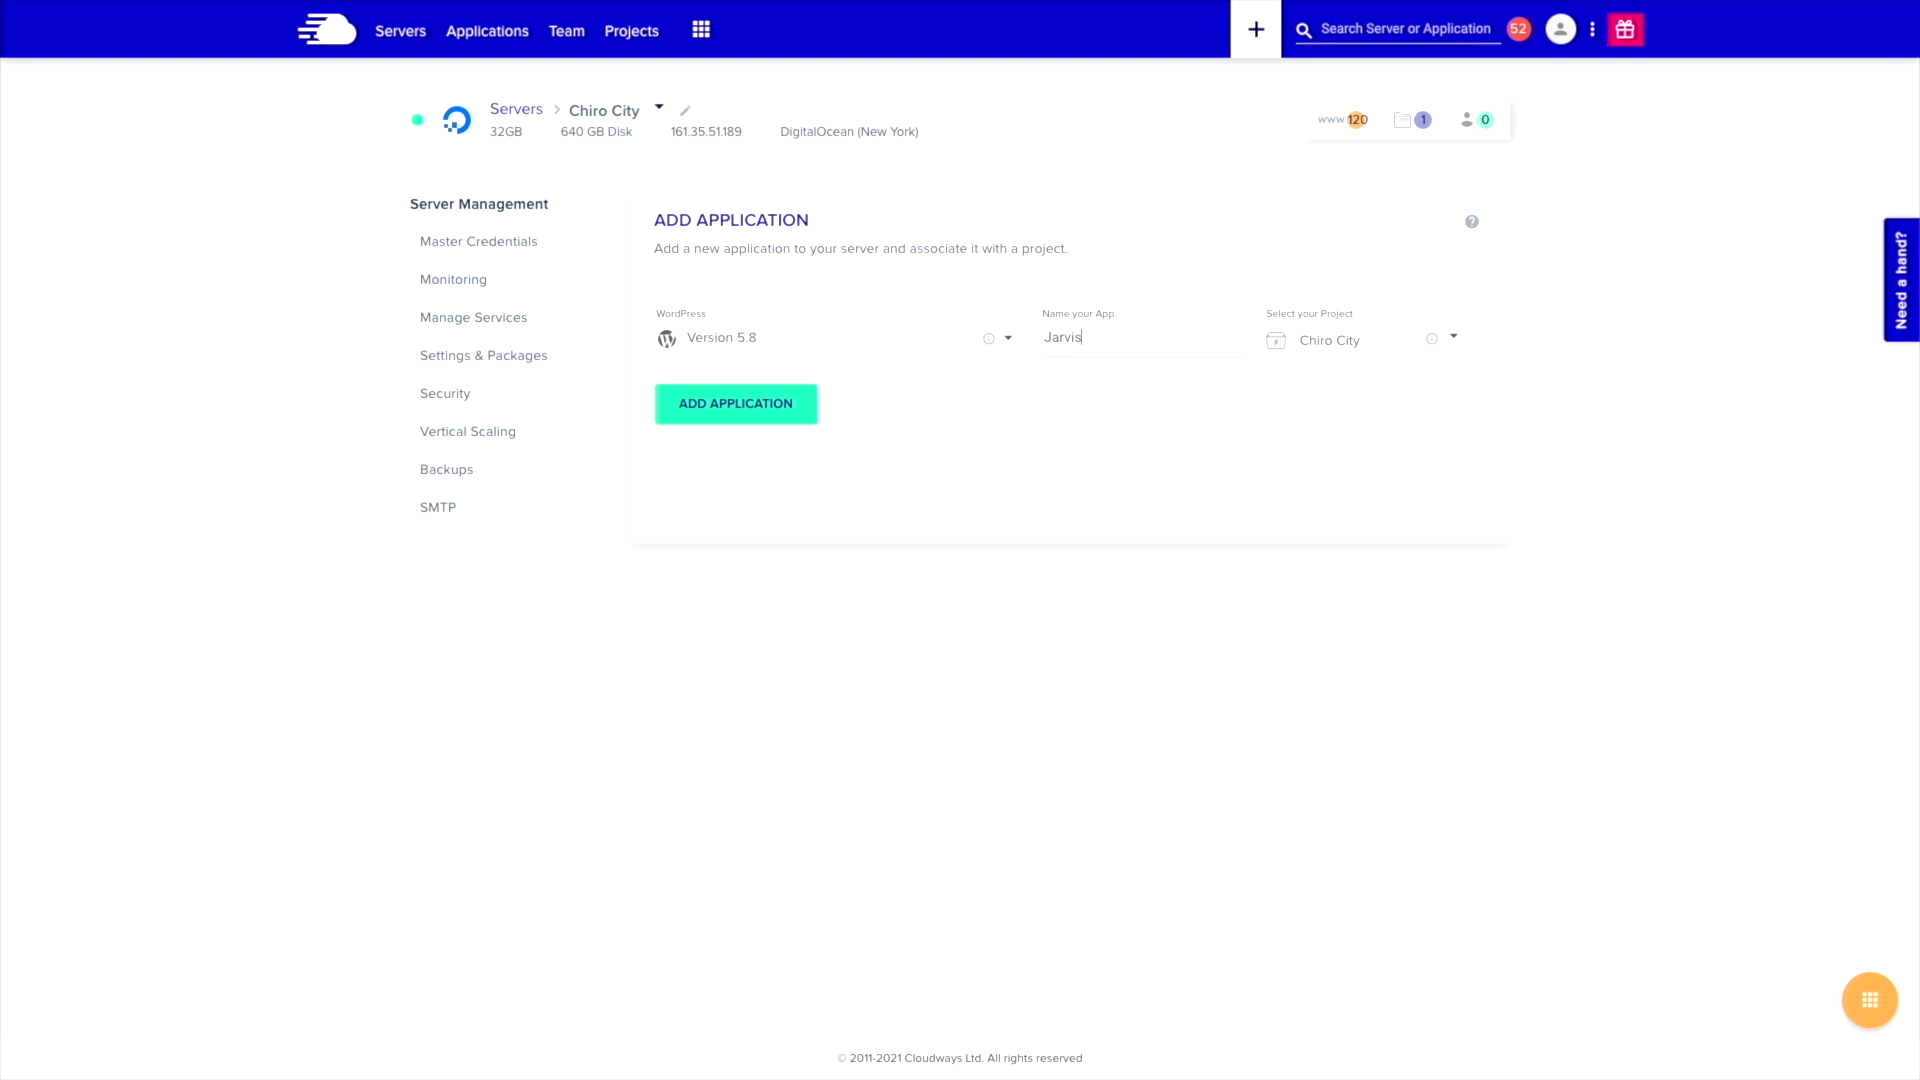 Servers Applications Team Projects
+ Search Server or Application 52
Servers > Chiro City
32GB 640 GB Disk 161.35.51.189 DigitalOcean (New York)
www 120 1 0
Need a hand?
Server Management
Master Credentials
Monitoring
Manage Services
Settings & Packages
Security
Vertical Scaling
Backups
SMTP
ADD APPLICATION
Add a new application to your server and associate it with a project.
WordPress Name your App Select your Project
Version 5.8 Jarvis Chiro City
ADD APPLICATION
© 2011-2021 Cloudways Ltd. All rights reserved